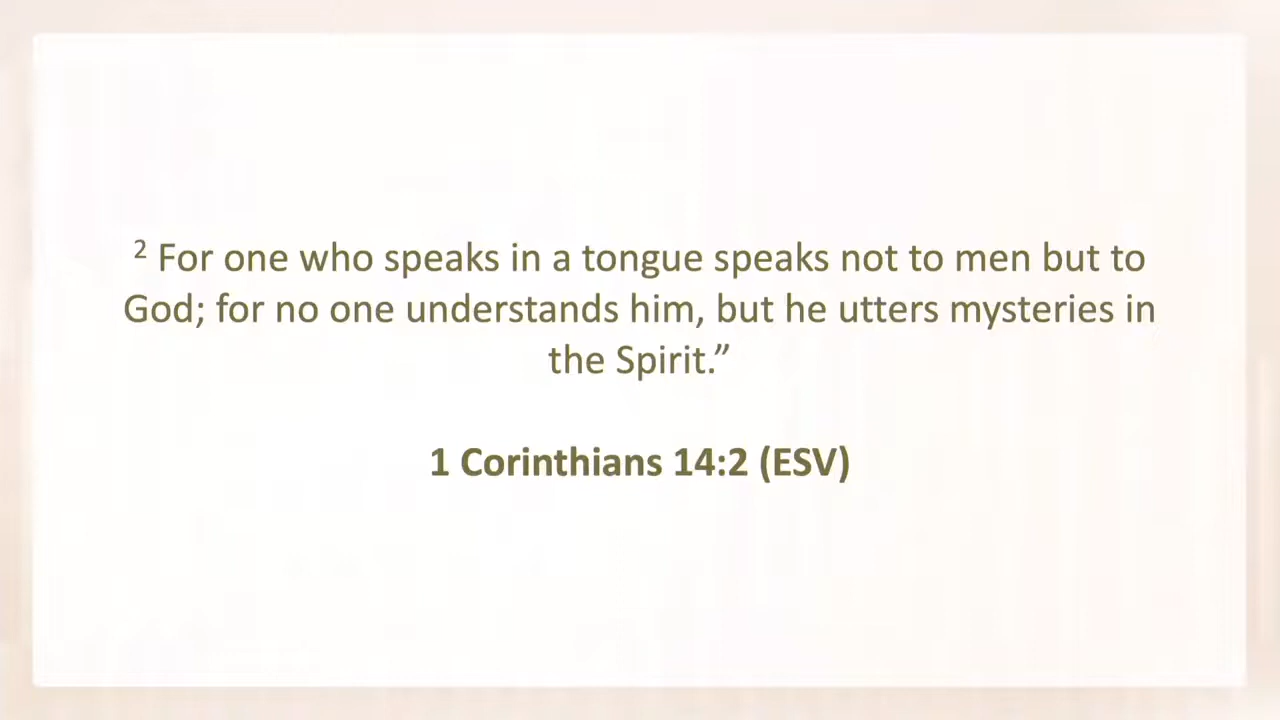 ² For one who speaks in a tongue speaks not to men but to
God; for no one understands him, but he utters mysteries in
the Spirit.”
1 Corinthians 14:2 (ESV)